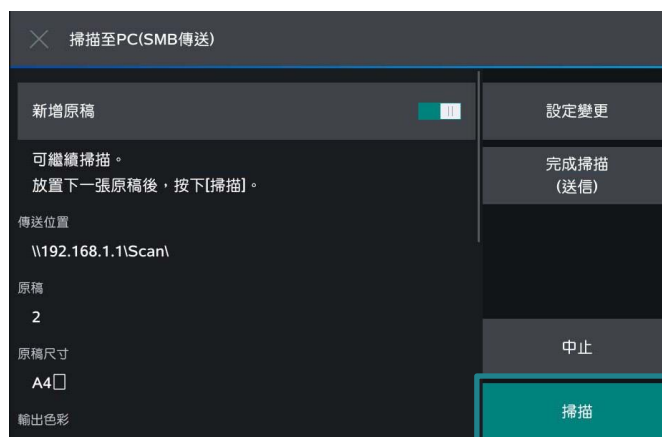 掃描至PC(SMB傳送)
新增原稿
可繼續掃描。
放置下一張原稿後，按下[掃描]。
傳送位置
\\192.168.1.1\Scan\
原稿
2
原稿尺寸
A4
輸出色彩
設定變更
完成掃描
(送信)
中止
掃描